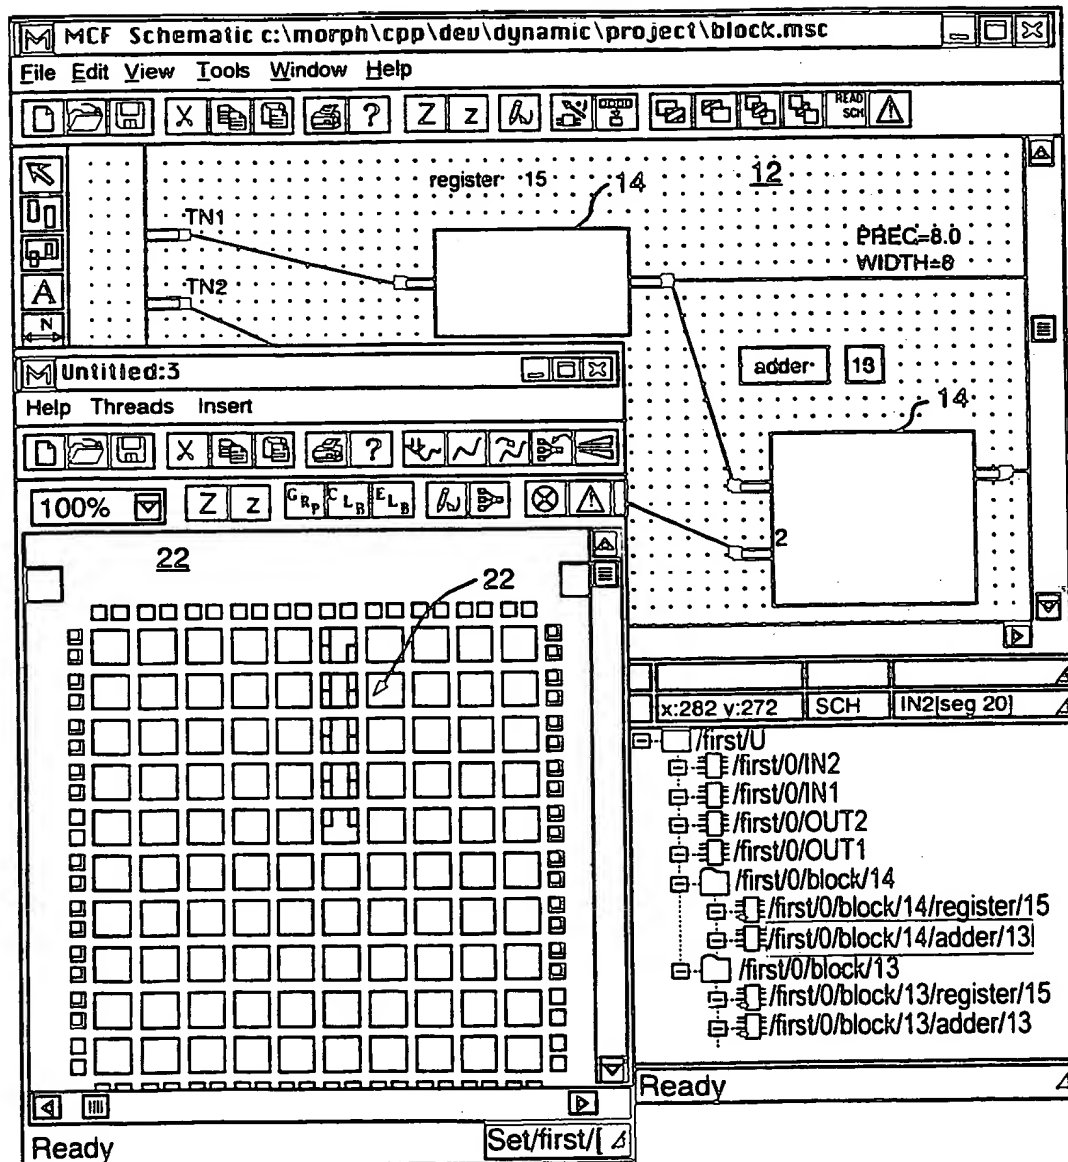 MCF Schematic c:\morph\cpp\dev\dynamic\project\block.msc
File Edit View Tools Window Help
? Z z READ SCH
register 15 14 12
TN1
PREC=8.0
WIDTH=8
TN2
A
N
adder 13
14
2
Untitled:3
Help Threads Insert
?
100% Z z GRP CLB ELB
22
22
x:282 y:272 SCH IN2[seg 20]
/first/U
/first/0/IN2
/first/0/IN1
/first/0/OUT2
/first/0/OUT1
/first/0/block/14
/first/0/block/14/register/15
/first/0/block/14/adder/13
/first/0/block/13
/first/0/block/13/register/15
/first/0/block/13/adder/13
Ready
Ready
Set/first/[